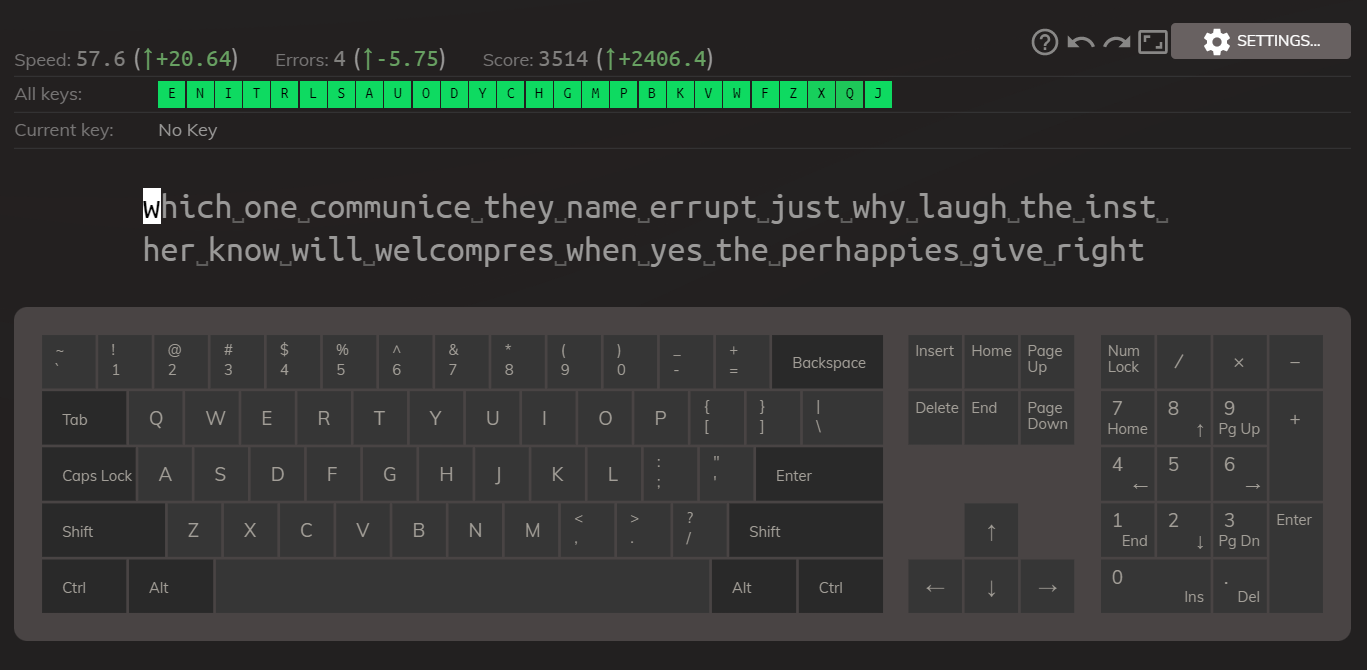 Speed: 57.6 (↑+20.64) Errors: 4 (↑-5.75) Score: 3514 (↑+2406.4)
SETTINGS...
All keys: E N I T R L S A U O D Y C H G M P B K V W F Z X Q J
Current key: No Key
which␣one␣communice␣they␣name␣errupt␣just␣why␣laugh␣the␣inst␣
her␣know␣will␣welcompres␣when␣yes␣the␣perhappies␣give␣right
~ ! @ # $ % ^ & * ( ) _ +
` 1 2 3 4 5 6 7 8 9 0 - = Backspace
Tab Q W E R T Y U I O P { [ } ] | \
Caps Lock A S D F G H J K L : ; " ' Enter
Shift Z X C V B N M < , > . ? / Shift
Ctrl Alt Alt Ctrl
Insert Home Page Up
Delete End Page Down
↑
← ↓ →
Num Lock / × −
7 Home 8 ↑ 9 Pg Up +
4 ← 5 6 →
1 End 2 ↓ 3 Pg Dn Enter
0 Ins . Del